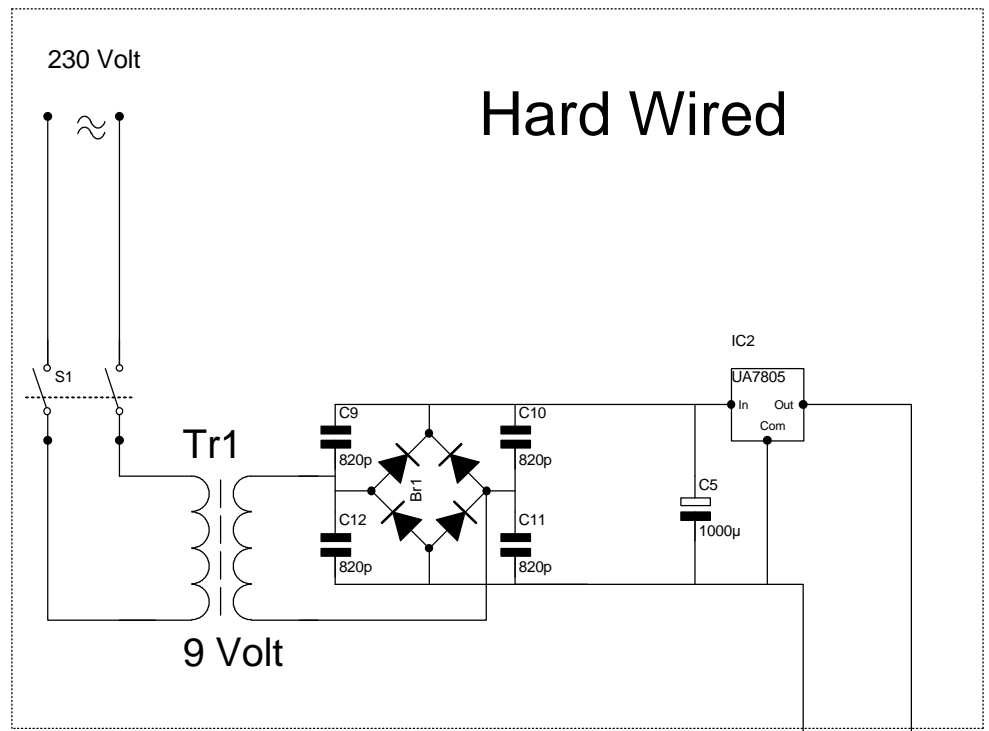 230 Volt
Hard Wired
S1
IC2
UA7805
In
Out
Com
Tr1
C9
820p
C10
820p
Br1
C12
820p
C11
820p
C5
1000µ
9 Volt